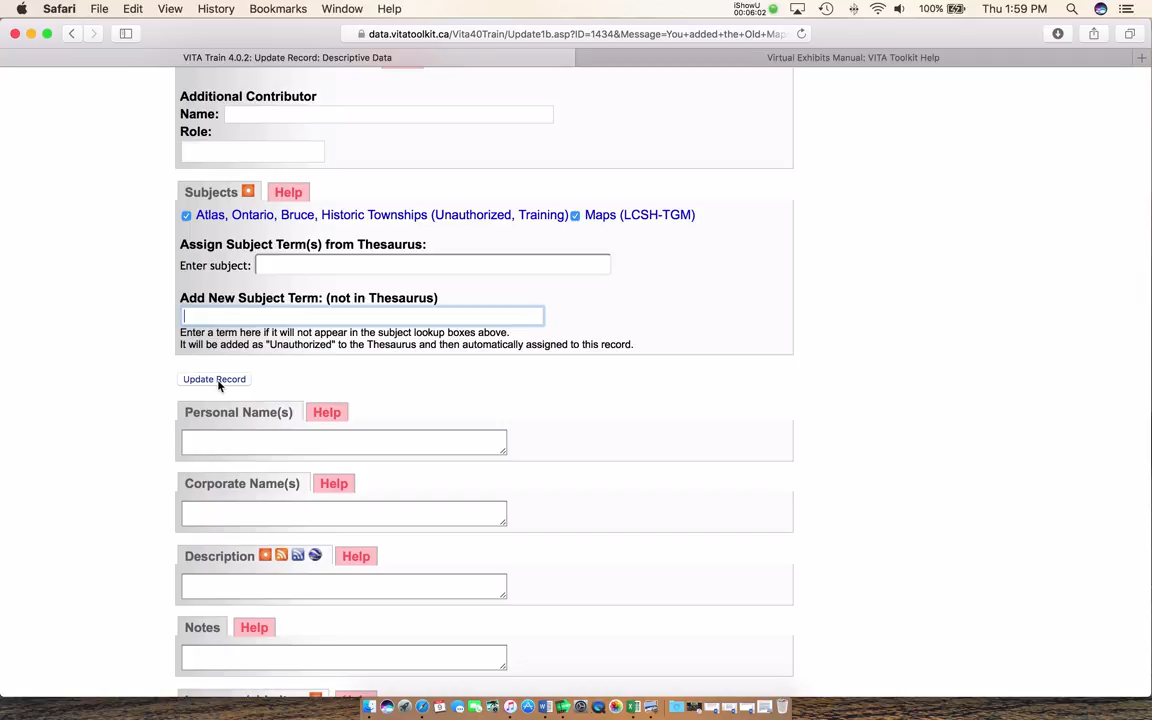 Safari File Edit View History Bookmarks Window Help iShowU 00:06:02 100% Thu 1:59 PM
data.vitatoolkit.ca/Vita40Train/Update1b.asp?ID=1434&Message=You+added+the+Old+Map
VITA Train 4.0.2: Update Record: Descriptive Data
Virtual Exhibits Manual: VITA Toolkit Help
Additional Contributor
Name:
Role:
Subjects Help
Atlas, Ontario, Bruce, Historic Townships (Unauthorized, Training) Maps (LCSH-TGM)
Assign Subject Term(s) from Thesaurus:
Enter subject:
Add New Subject Term: (not in Thesaurus)
Enter a term here if it will not appear in the subject lookup boxes above.
It will be added as "Unauthorized" to the Thesaurus and then automatically assigned to this record.
Update Record
Personal Name(s) Help
Corporate Name(s) Help
Description Help
Notes Help